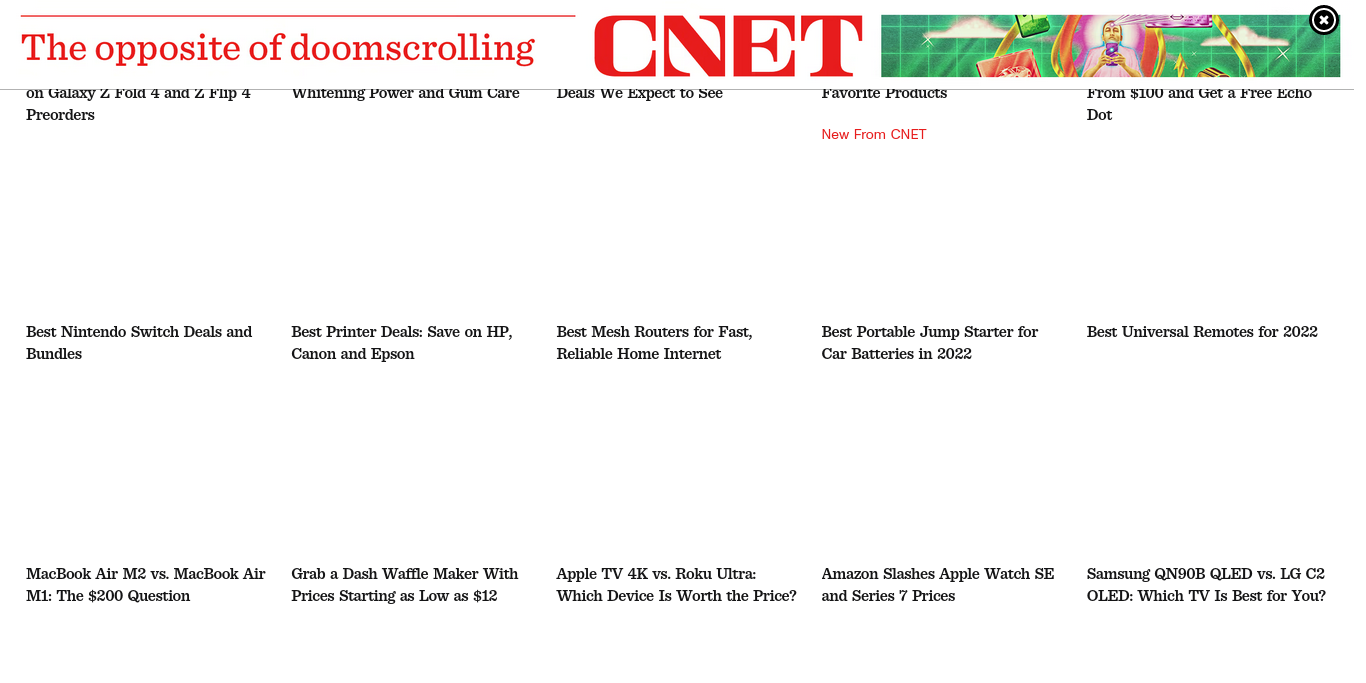 The opposite of doomscrolling
CNET
on Galaxy Z Fold 4 and Z Flip 4
Preorders
Whitening Power and Gum Care
Deals We Expect to See
Favorite Products
New From CNET
From $100 and Get a Free Echo
Dot
Best Nintendo Switch Deals and
Bundles
Best Printer Deals: Save on HP,
Canon and Epson
Best Mesh Routers for Fast,
Reliable Home Internet
Best Portable Jump Starter for
Car Batteries in 2022
Best Universal Remotes for 2022
MacBook Air M2 vs. MacBook Air
M1: The $200 Question
Grab a Dash Waffle Maker With
Prices Starting as Low as $12
Apple TV 4K vs. Roku Ultra:
Which Device Is Worth the Price?
Amazon Slashes Apple Watch SE
and Series 7 Prices
Samsung QN90B QLED vs. LG C2
OLED: Which TV Is Best for You?